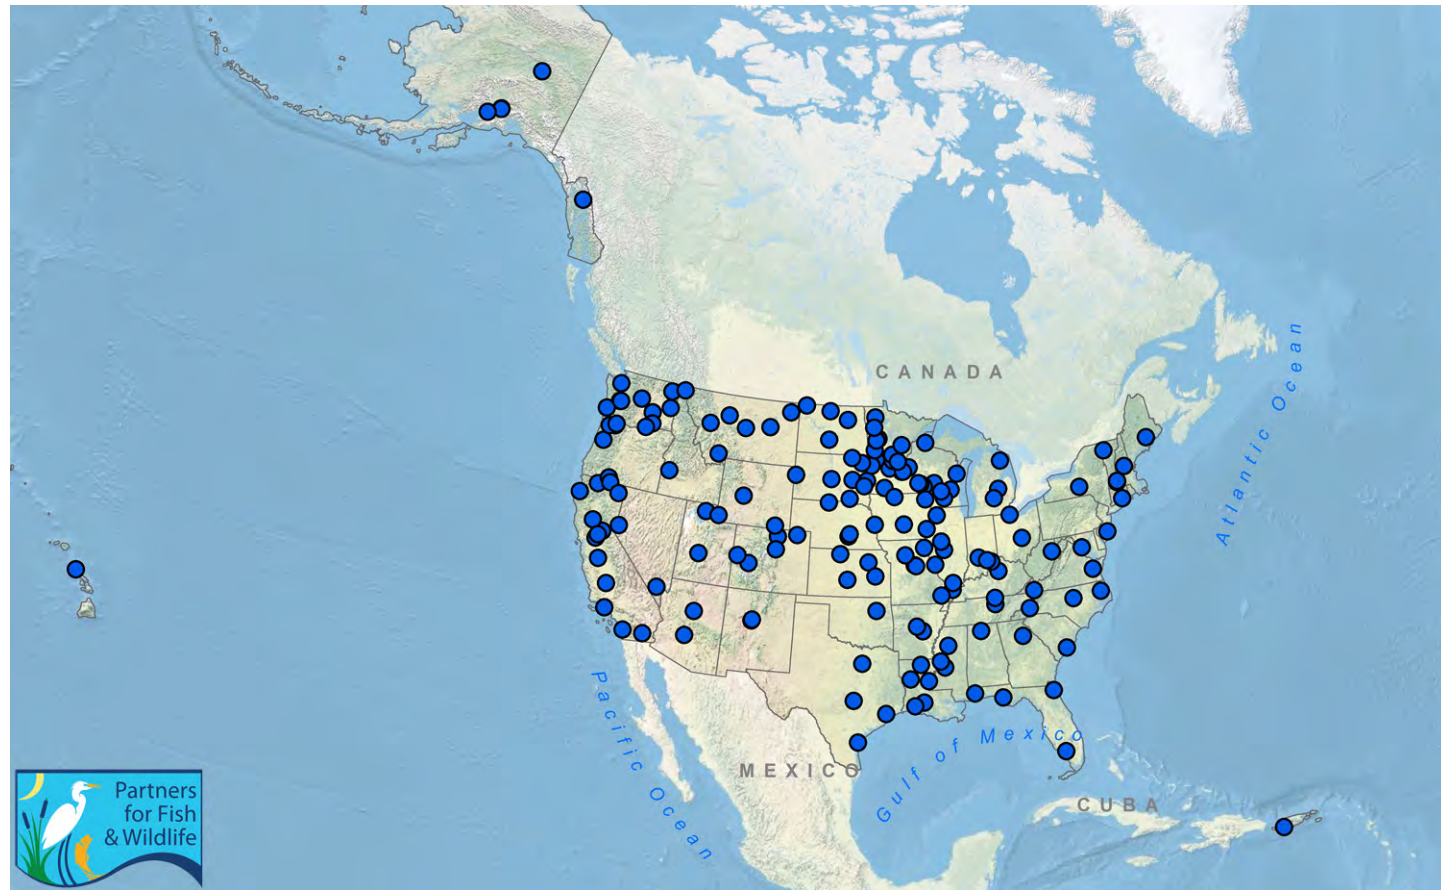 CANADA
Atlantic Ocean
Pacific Ocean
Gulf of Mexico
MEXICO
CUBA
Partners
for Fish
& Wildlife